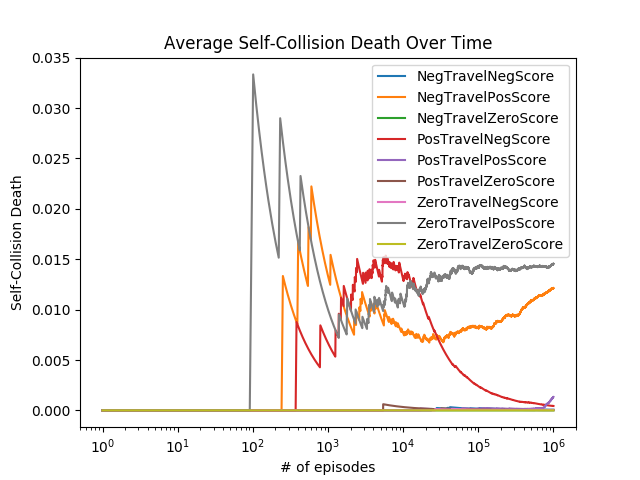 Average Self-Collision Death Over Time
0.035
0.030
0.025
0.020
0.015
0.010
0.005
0.000
Self-Collision Death
NegTravelNegScore
NegTravelPosScore
NegTravelZeroScore
PosTravelNegScore
PosTravelPosScore
PosTravelZeroScore
ZeroTravelNegScore
ZeroTravelPosScore
ZeroTravelZeroScore
10⁰ 10¹ 10² 10³ 10⁴ 10⁵ 10⁶
# of episodes